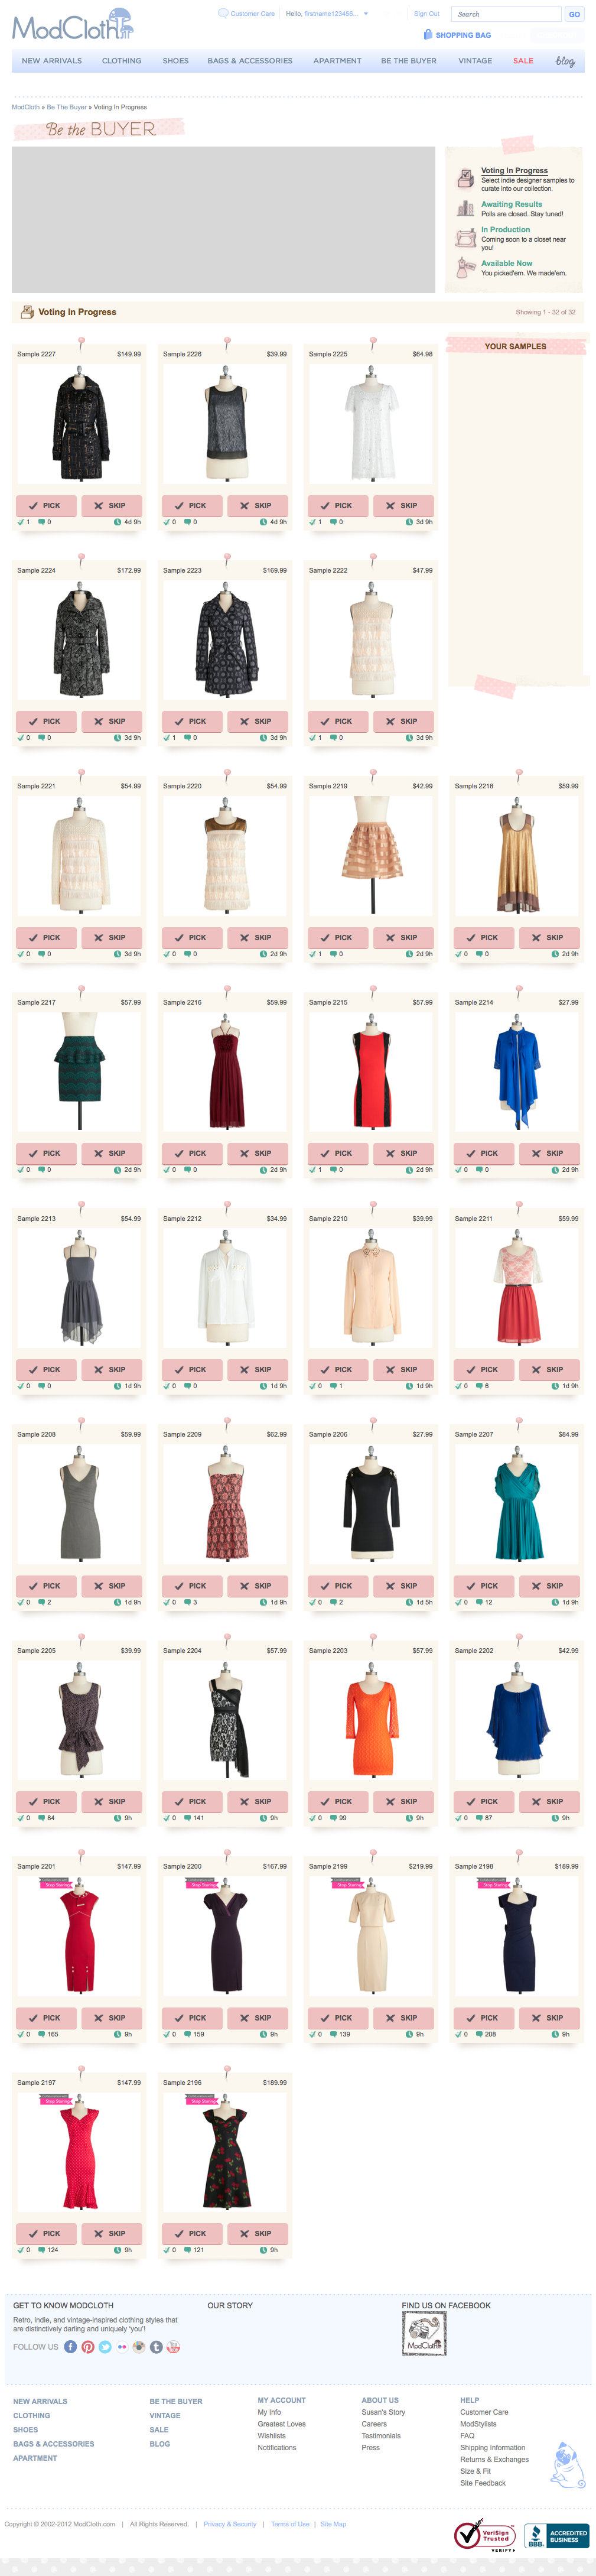 ModCloth
Customer Care
Hello, firstname123456...
Sign Out
Search
GO
SHOPPING BAG
NEW ARRIVALS CLOTHING SHOES BAGS & ACCESSORIES APARTMENT BE THE BUYER VINTAGE SALE blog
ModCloth » Be The Buyer » Voting In Progress
Be the BUYER
Voting In Progress
Select indie designer samples to
curate into our collection.
Awaiting Results
Polls are closed. Stay tuned!
In Production
Coming soon to a closet near
you!
Available Now
You picked'em. We made'em.
Voting In Progress
Showing 1 - 32 of 32
YOUR SAMPLES
Sample 2227 $149.99 Sample 2226 $39.99 Sample 2225 $64.98
PICK SKIP PICK SKIP PICK SKIP
1 0 4d 9h 0 0 4d 9h 1 0 3d 9h
Sample 2224 $172.99 Sample 2223 $169.99 Sample 2222 $47.99
PICK SKIP PICK SKIP PICK SKIP
0 0 3d 9h 1 0 3d 9h 1 0 3d 9h
Sample 2221 $54.99 Sample 2220 $54.99 Sample 2219 $42.99 Sample 2218 $59.99
PICK SKIP PICK SKIP PICK SKIP PICK SKIP
0 0 3d 9h 0 0 2d 9h 1 0 2d 9h 0 0 2d 9h
Sample 2217 $57.99 Sample 2216 $59.99 Sample 2215 $57.99 Sample 2214 $27.99
PICK SKIP PICK SKIP PICK SKIP PICK SKIP
0 0 2d 9h 0 0 2d 9h 1 0 2d 9h 0 0 2d 9h
Sample 2213 $54.99 Sample 2212 $34.99 Sample 2210 $39.99 Sample 2211 $59.99
PICK SKIP PICK SKIP PICK SKIP PICK SKIP
0 0 1d 9h 0 0 1d 9h 0 1 1d 9h 0 6 1d 9h
Sample 2208 $59.99 Sample 2209 $62.99 Sample 2206 $27.99 Sample 2207 $84.99
PICK SKIP PICK SKIP PICK SKIP PICK SKIP
0 2 1d 9h 0 3 1d 9h 0 2 1d 5h 0 12 1d 9h
Sample 2205 $39.99 Sample 2204 $57.99 Sample 2203 $57.99 Sample 2202 $42.99
PICK SKIP PICK SKIP PICK SKIP PICK SKIP
0 84 9h 0 141 9h 0 99 9h 0 87 9h
Sample 2201 $147.99 Sample 2200 $167.99 Sample 2199 $219.99 Sample 2198 $189.99
Stop Staring! Stop Staring! Stop Staring! Stop Staring!
PICK SKIP PICK SKIP PICK SKIP PICK SKIP
0 165 9h 0 159 9h 0 139 9h 0 208 9h
Sample 2197 $147.99 Sample 2196 $189.99
Stop Staring! Stop Staring!
PICK SKIP PICK SKIP
0 124 9h 0 121 9h
GET TO KNOW MODCLOTH
Retro, indie, and vintage-inspired clothing styles that
are distinctively darling and uniquely 'you'!
FOLLOW US
OUR STORY
FIND US ON FACEBOOK
ModCloth
NEW ARRIVALS
CLOTHING
SHOES
BAGS & ACCESSORIES
APARTMENT
BE THE BUYER
VINTAGE
SALE
BLOG
MY ACCOUNT
My Info
Greatest Loves
Wishlists
Notifications
ABOUT US
Susan's Story
Careers
Testimonials
Press
HELP
Customer Care
ModStylists
FAQ
Shipping Information
Returns & Exchanges
Size & Fit
Site Feedback
Copyright © 2002-2012 ModCloth.com | All Rights Reserved. | Privacy & Security | Terms of Use | Site Map
VeriSign
Trusted
VERIFY
BBB
ACCREDITED
BUSINESS